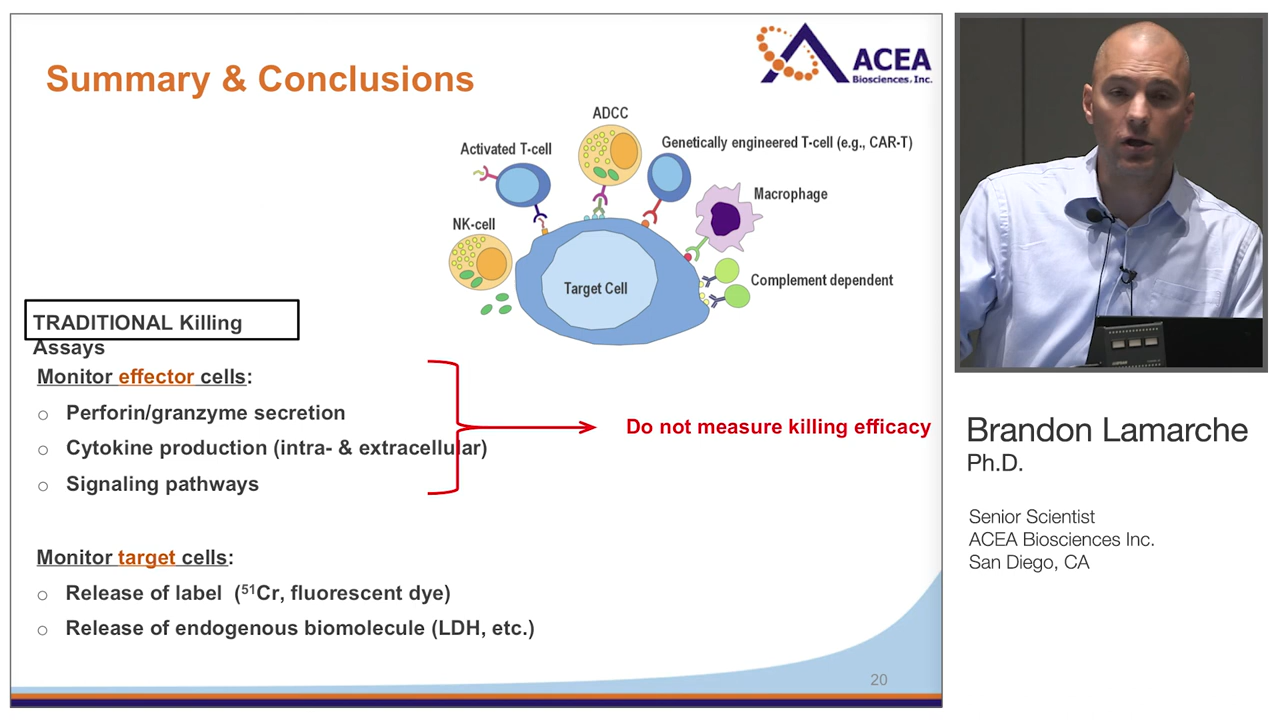 Summary & Conclusions
ACEA
Biosciences, Inc.
ADCC
Activated T-cell
Genetically engineered T-cell (e.g., CAR-T)
Macrophage
NK-cell
Complement dependent
Target Cell
TRADITIONAL Killing
Assays
Monitor effector cells:
○ Perforin/granzyme secretion
○ Cytokine production (intra- & extracellular)
○ Signaling pathways
Do not measure killing efficacy
Monitor target cells:
○ Release of label (⁵¹Cr, fluorescent dye)
○ Release of endogenous biomolecule (LDH, etc.)
20
Brandon Lamarche
Ph.D.
Senior Scientist
ACEA Biosciences Inc.
San Diego, CA